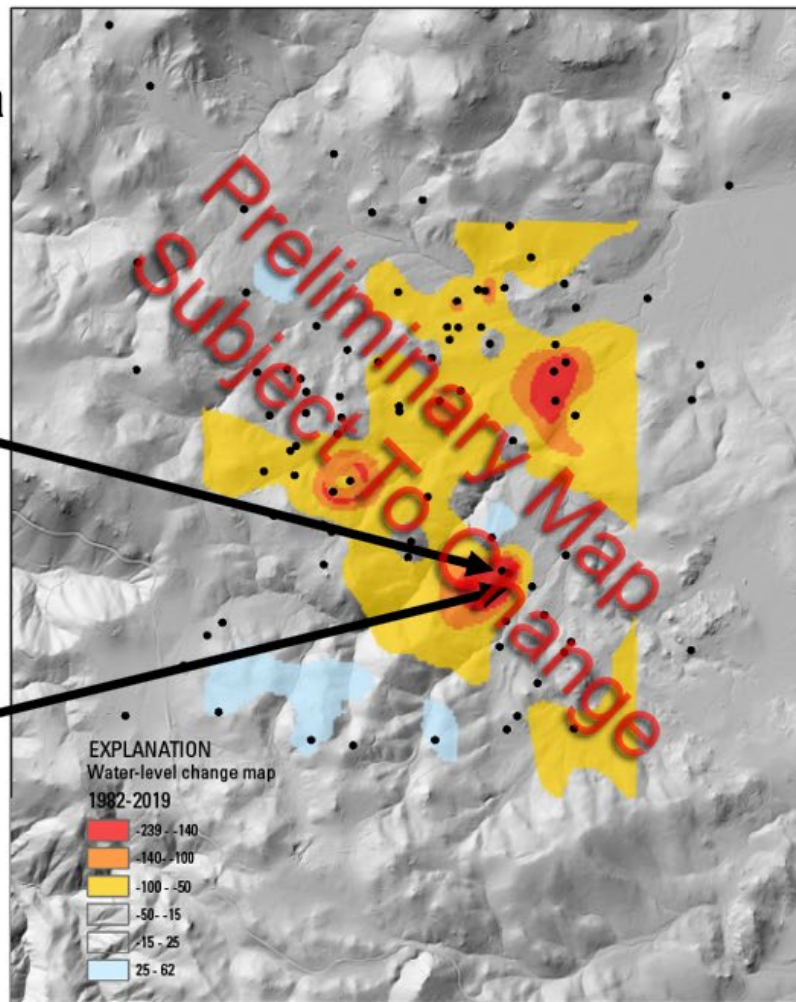 Preliminary Map
Subject To Change
EXPLANATION
Water-level change map
1982-2019
-239 - -140
-140- -100
-100 - -50
-50- -15
-15 - 25
25 - 62